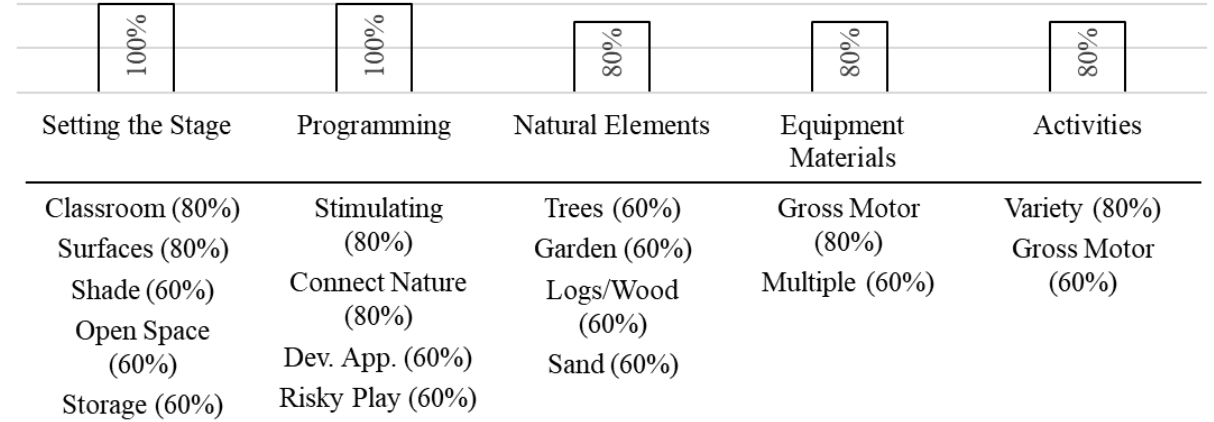 100%
100%
80%
80%
80%
Setting the Stage
Programming
Natural Elements
Equipment
Materials
Activities
Classroom (80%)
Surfaces (80%)
Shade (60%)
Open Space
(60%)
Storage (60%)
Stimulating
(80%)
Connect Nature
(80%)
Dev. App. (60%)
Risky Play (60%)
Trees (60%)
Garden (60%)
Logs/Wood
(60%)
Sand (60%)
Gross Motor
(80%)
Multiple (60%)
Variety (80%)
Gross Motor
(60%)